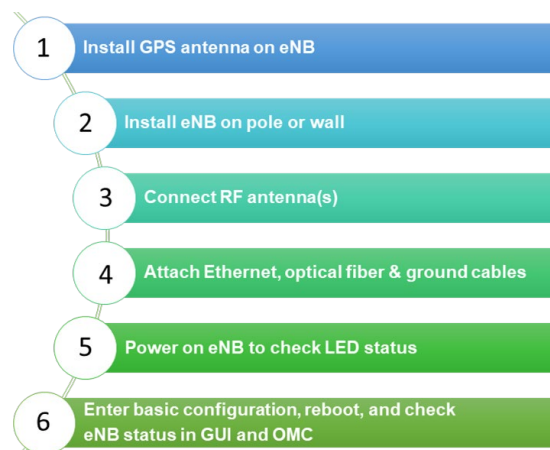 1
Install GPS antenna on eNB
2
Install eNB on pole or wall
3
Connect RF antenna(s)
4
Attach Ethernet, optical fiber & ground cables
5
Power on eNB to check LED status
6
Enter basic configuration, reboot, and check
eNB status in GUI and OMC